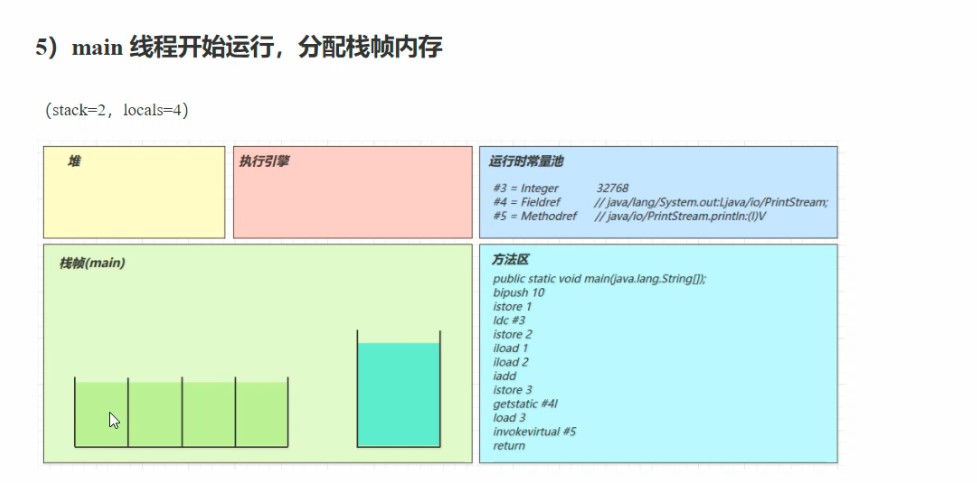 5）main 线程开始运行，分配栈帧内存
（stack=2，locals=4）
堆
执行引擎
运行时常量池
#3 = Integer 32768
#4 = Fieldref // java/lang/System.out:Ljava/io/PrintStream;
#5 = Methodref // java/io/PrintStream.println:(I)V
栈帧(main)
方法区
public static void main(java.lang.String[]);
bipush 10
istore 1
ldc #3
istore 2
iload 1
iload 2
iadd
istore 3
getstatic #4I
load 3
invokevirtual #5
return